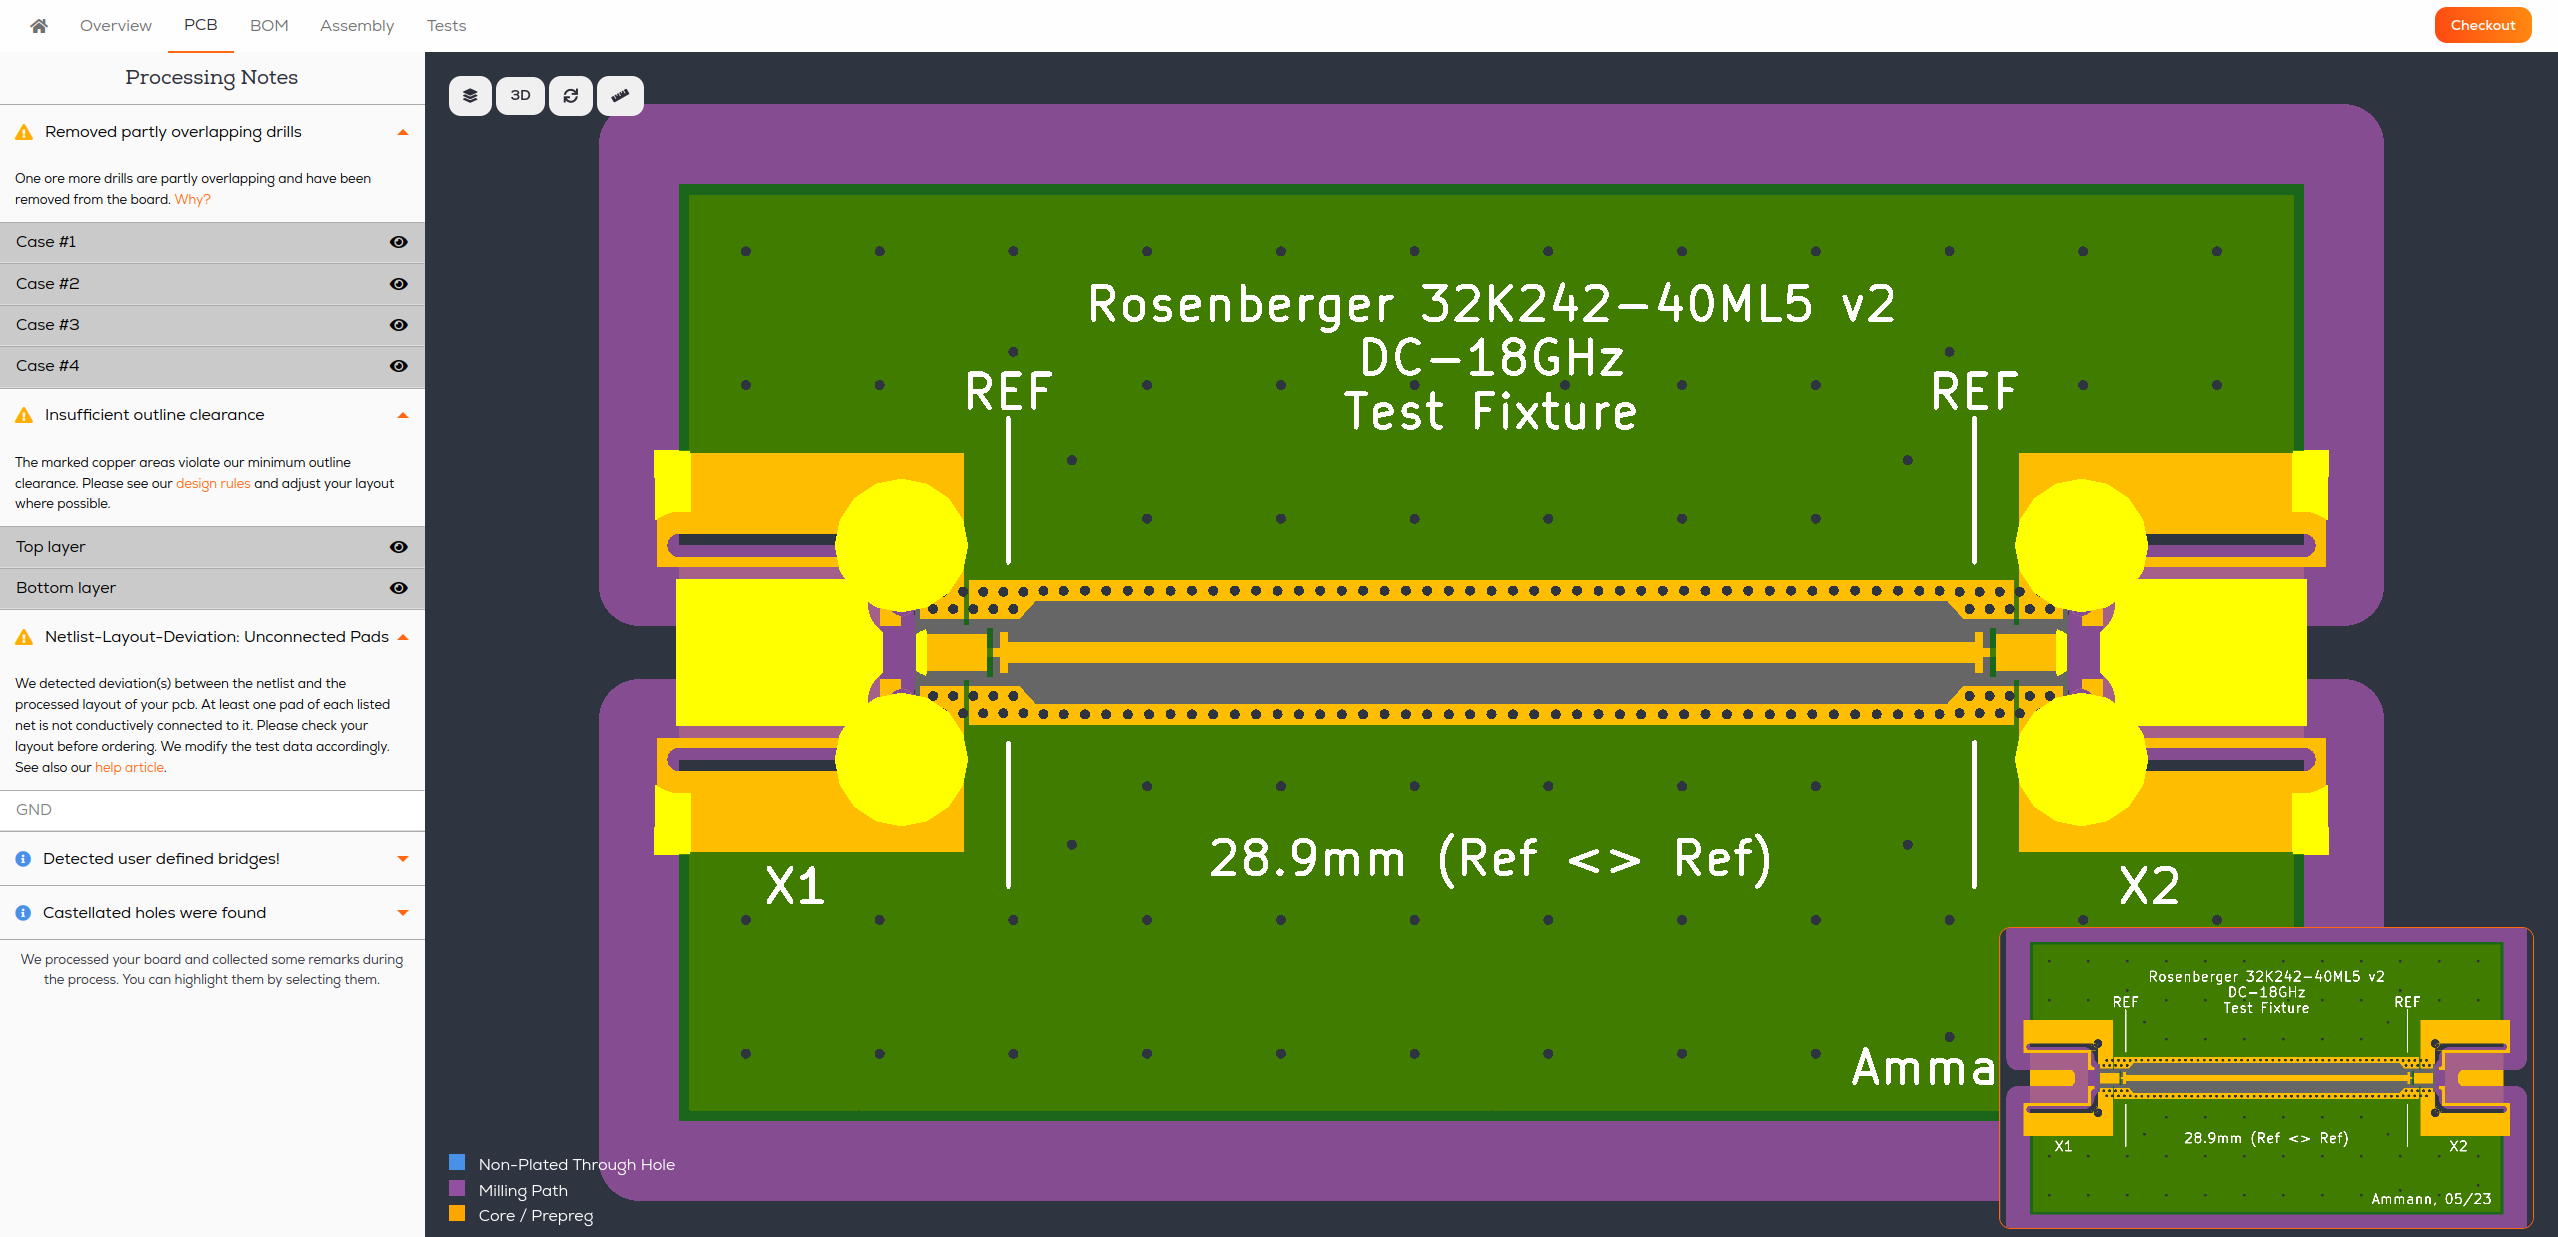 Overview PCB BOM Assembly Tests Checkout
Processing Notes
Removed partly overlapping drills
One ore more drills are partly overlapping and have been
removed from the board. Why?
Case #1
Case #2
Case #3
Case #4
Insufficient outline clearance
The marked copper areas violate our minimum outline
clearance. Please see our design rules and adjust your layout
where possible.
Top layer
Bottom layer
Netlist-Layout-Deviation: Unconnected Pads
We detected deviation(s) between the netlist and the
processed layout of your pcb. At least one pad of each listed
net is not conductively connected to it. Please check your
layout before ordering. We modify the test data accordingly.
See also our help article.
GND
Detected user defined bridges!
Castellated holes were found
We processed your board and collected some remarks during
the process. You can highlight them by selecting them.
3D
Rosenberger 32K242-40ML5 v2
DC-18GHz
REF REF
Test Fixture
28.9mm (Ref <> Ref)
X1 X2
Amma
Non-Plated Through Hole
Milling Path
Core / Prepreg
Rosenberger 32K242-40ML5 v2
DC-18GHz
REF REF
Test Fixture
28.9mm (Ref <> Ref)
X1 X2
Ammann, 05/23